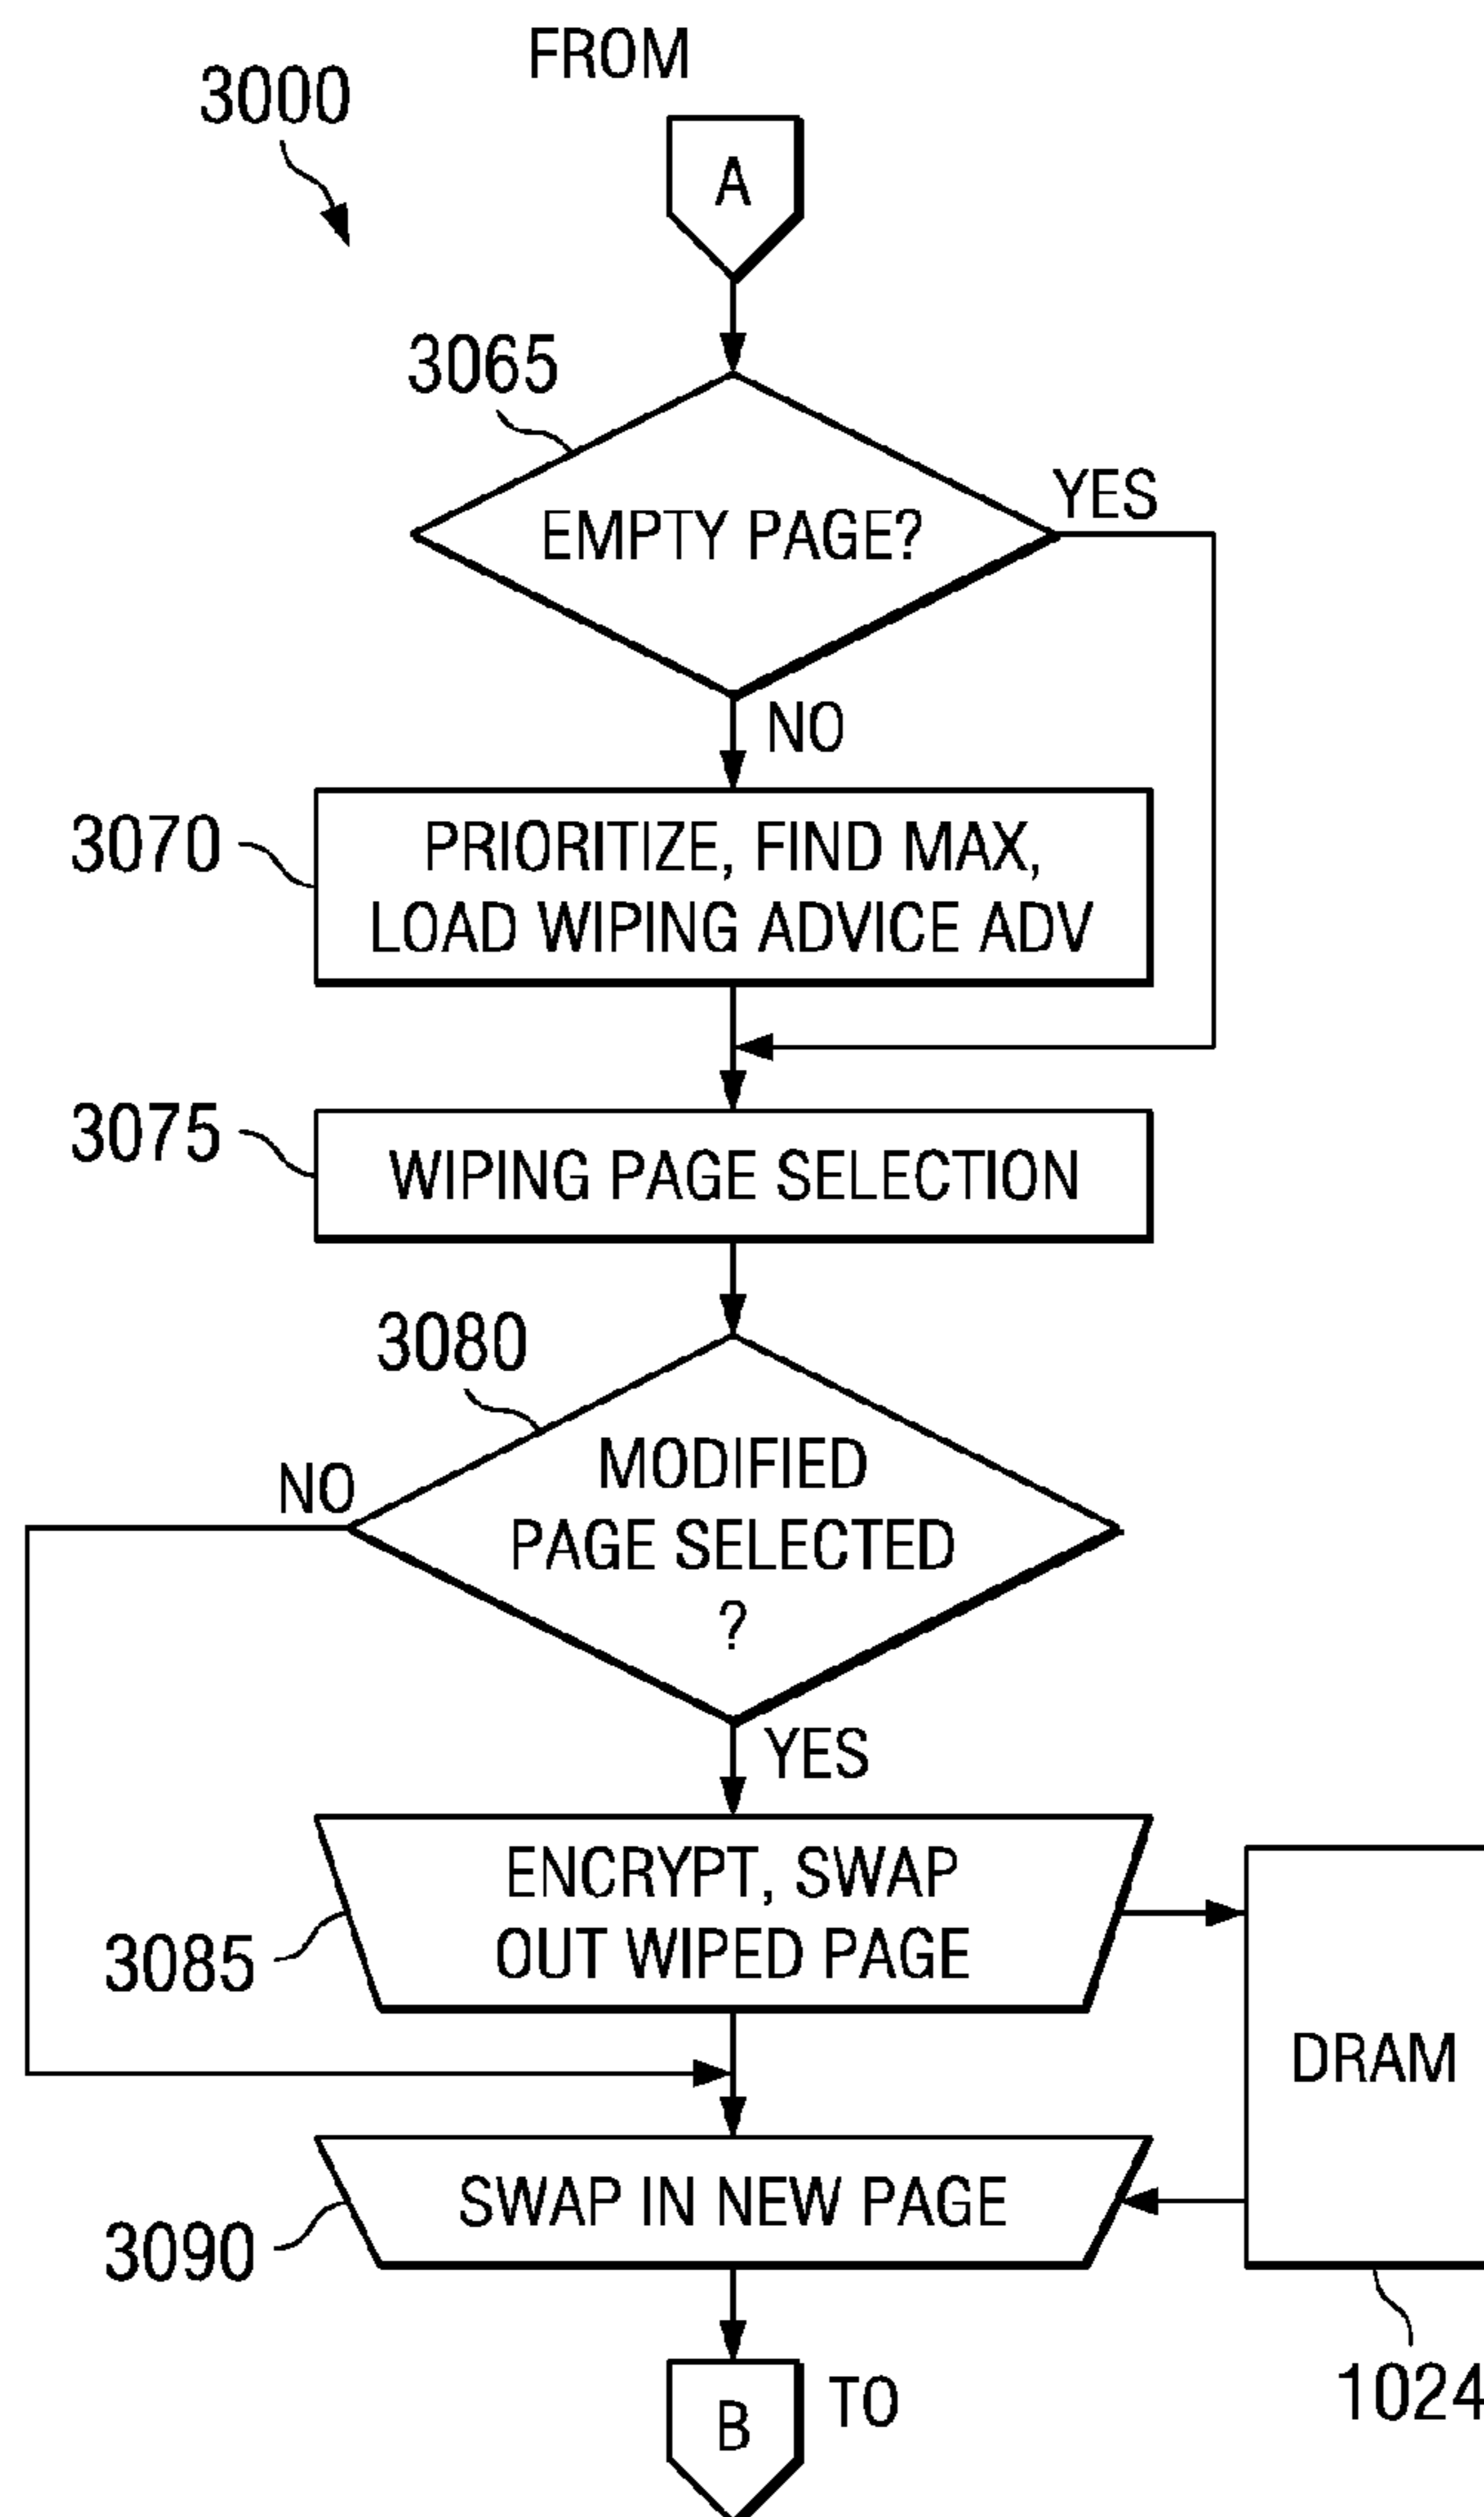 FROM
3000
A
3065
EMPTY PAGE?
YES
NO
3070
PRIORITIZE, FIND MAX,
LOAD WIPING ADVICE ADV
3075
WIPING PAGE SELECTION
3080
NO
MODIFIED
PAGE SELECTED
?
YES
ENCRYPT, SWAP
OUT WIPED PAGE
3085
DRAM
SWAP IN NEW PAGE
3090
B
TO
1024